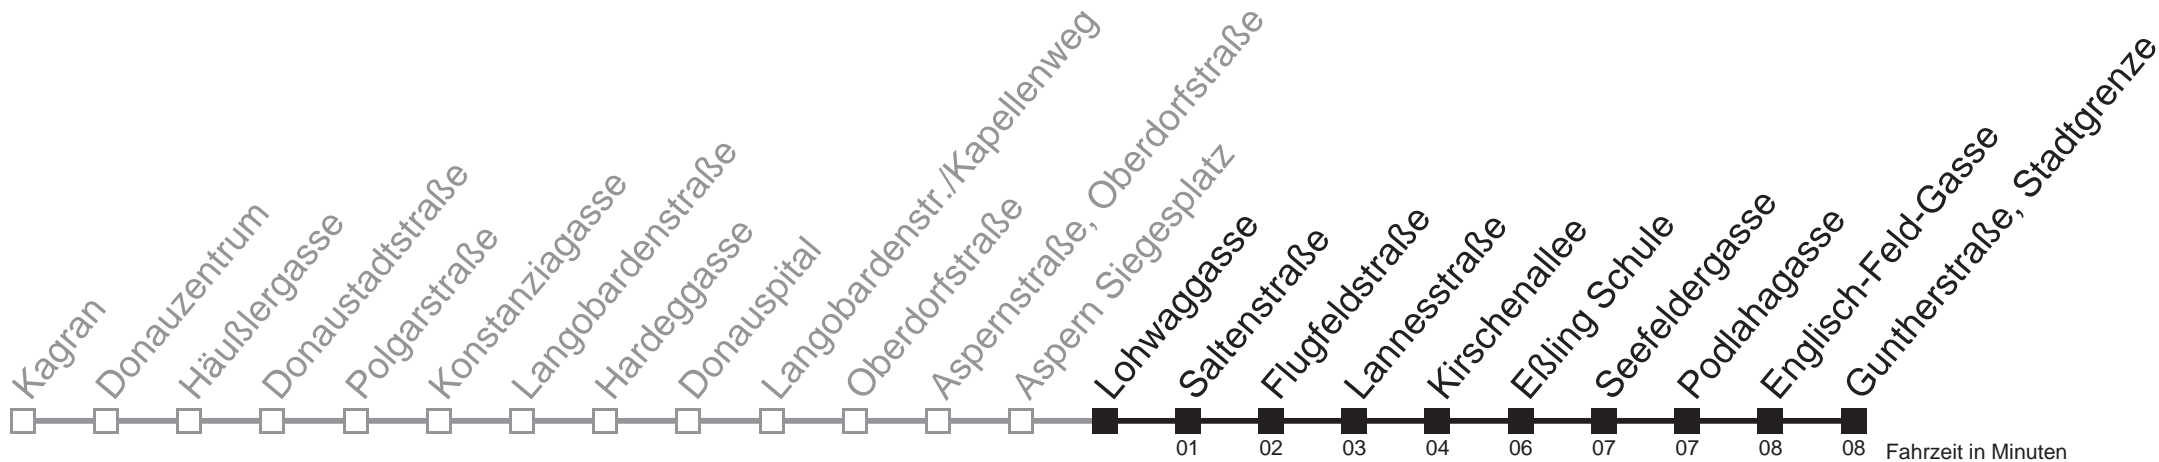 Kagran
Donauzentrum
Häußlergasse
Donaustadtstraße
Polgarstraße
Konstanziagasse
Langobardenstraße
Hardeggasse
Donauspital
Langobardenstr./Kapellenweg
Oberdorfstraße
Aspernstraße, Oberdorfstraße
Aspern Siegesplatz
Lohwaggasse
Saltenstraße
Flugfeldstraße
Lannesstraße
Kirschenallee
Eßling Schule
Seefeldergasse
Podlahagasse
Englisch-Feld-Gasse
Guntherstraße, Stadtgrenze
01 02 03 04 06 07 07 08 08 Fahrzeit in Minuten